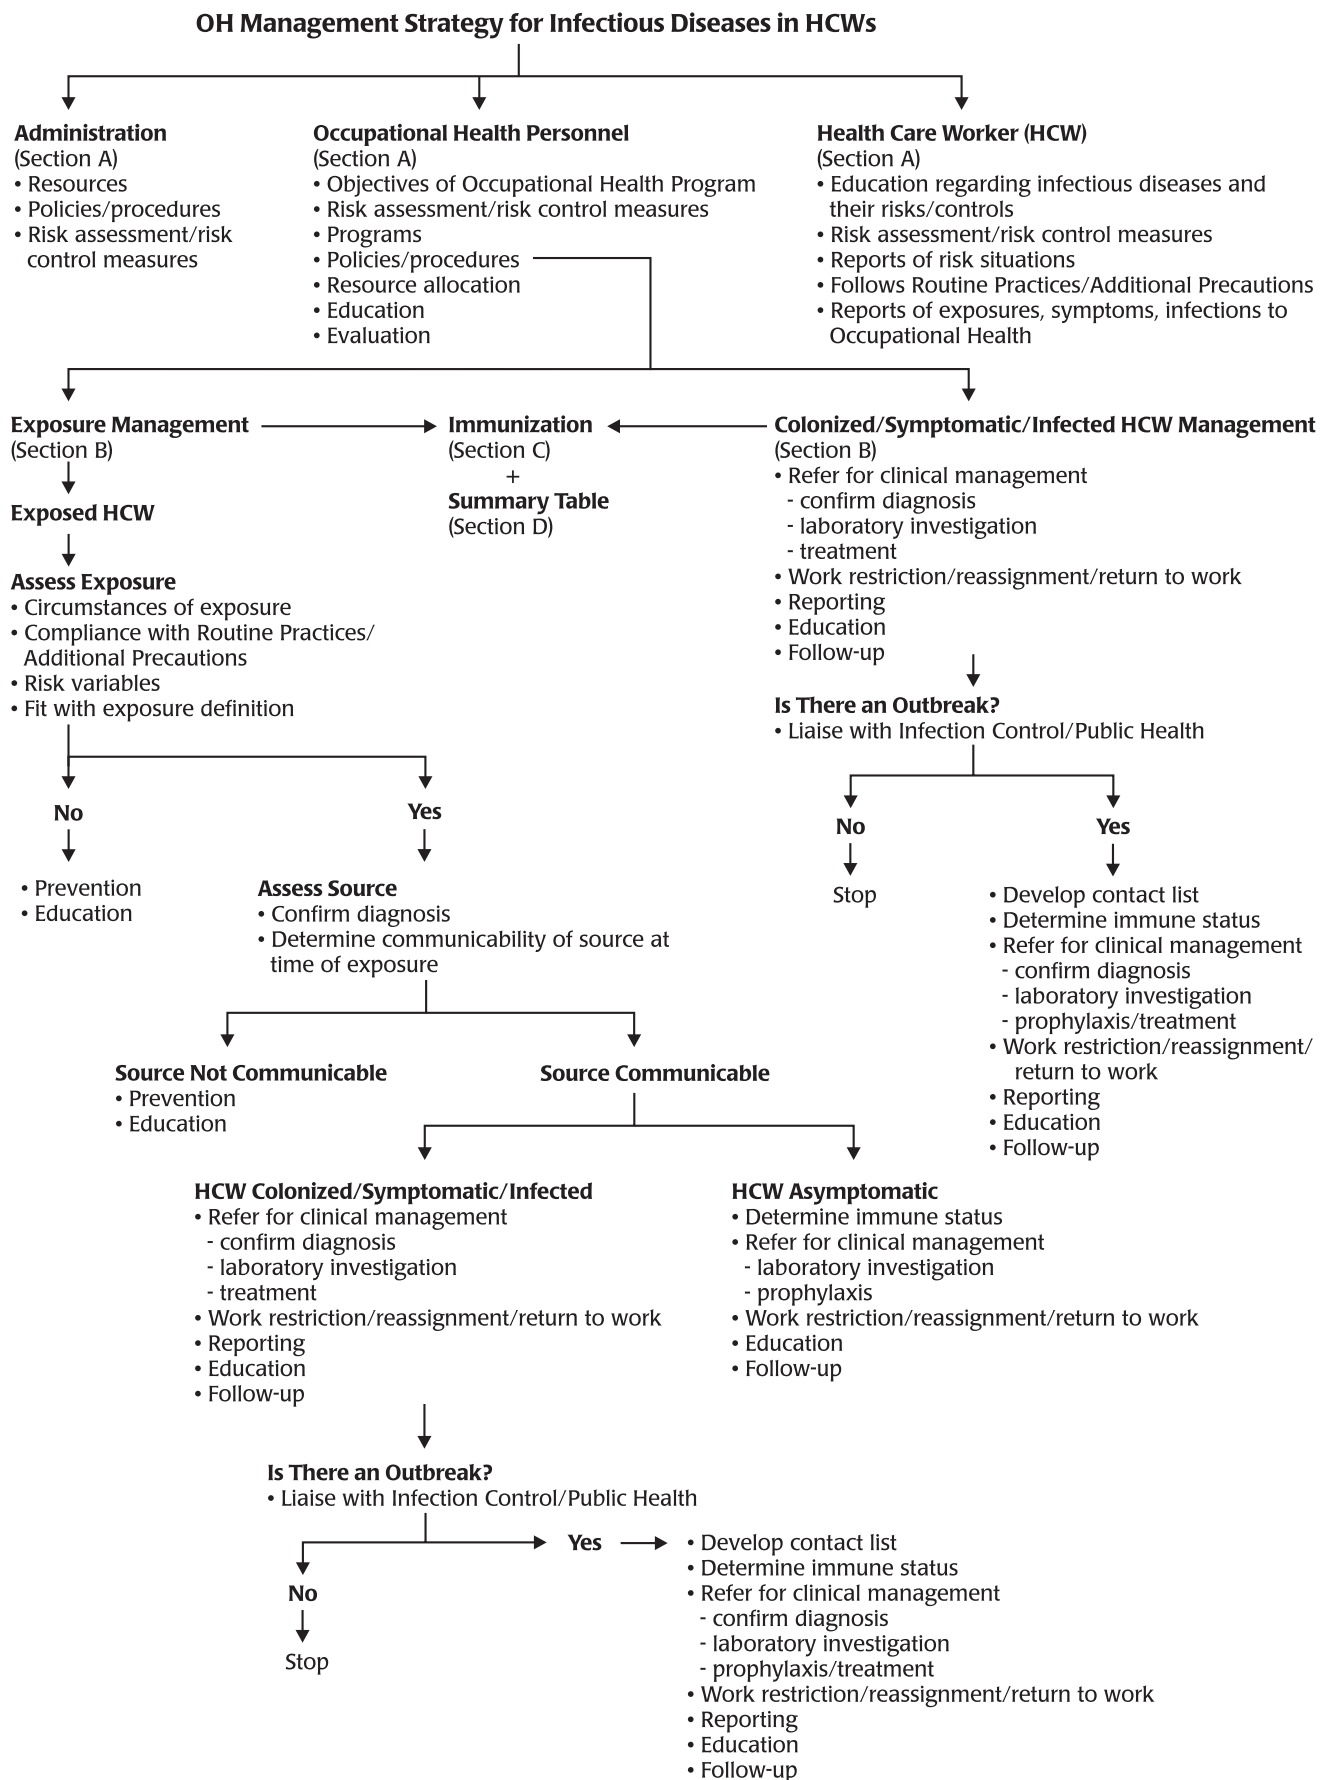 OH Management Strategy for Infectious Diseases in HCWs
Administration
(Section A)
• Resources
• Policies/procedures
• Risk assessment/risk
control measures
Occupational Health Personnel
(Section A)
• Objectives of Occupational Health Program
• Risk assessment/risk control measures
• Programs
• Policies/procedures
• Resource allocation
• Education
• Evaluation
Health Care Worker (HCW)
(Section A)
• Education regarding infectious diseases and
their risks/controls
• Risk assessment/risk control measures
• Reports of risk situations
• Follows Routine Practices/Additional Precautions
• Reports of exposures, symptoms, infections to
Occupational Health
Exposure Management
(Section B)
Immunization
(Section C)
+
Summary Table
(Section D)
Colonized/Symptomatic/Infected HCW Management
(Section B)
• Refer for clinical management
- confirm diagnosis
- laboratory investigation
- treatment
• Work restriction/reassignment/return to work
• Reporting
• Education
• Follow-up
Exposed HCW
Assess Exposure
• Circumstances of exposure
• Compliance with Routine Practices/
Additional Precautions
• Risk variables
• Fit with exposure definition
Is There an Outbreak?
• Liaise with Infection Control/Public Health
No
Yes
No
Yes
• Prevention
• Education
Assess Source
• Confirm diagnosis
• Determine communicability of source at
time of exposure
Stop
• Develop contact list
• Determine immune status
• Refer for clinical management
- confirm diagnosis
- laboratory investigation
- prophylaxis/treatment
• Work restriction/reassignment/
return to work
• Reporting
• Education
• Follow-up
Source Not Communicable
• Prevention
• Education
Source Communicable
HCW Colonized/Symptomatic/Infected
• Refer for clinical management
- confirm diagnosis
- laboratory investigation
- treatment
• Work restriction/reassignment/return to work
• Reporting
• Education
• Follow-up
HCW Asymptomatic
• Determine immune status
• Refer for clinical management
- laboratory investigation
- prophylaxis
• Work restriction/reassignment/return to work
• Education
• Follow-up
Is There an Outbreak?
• Liaise with Infection Control/Public Health
No
Stop
Yes
• Develop contact list
• Determine immune status
• Refer for clinical management
- confirm diagnosis
- laboratory investigation
- prophylaxis/treatment
• Work restriction/reassignment/return to work
• Reporting
• Education
• Follow-up